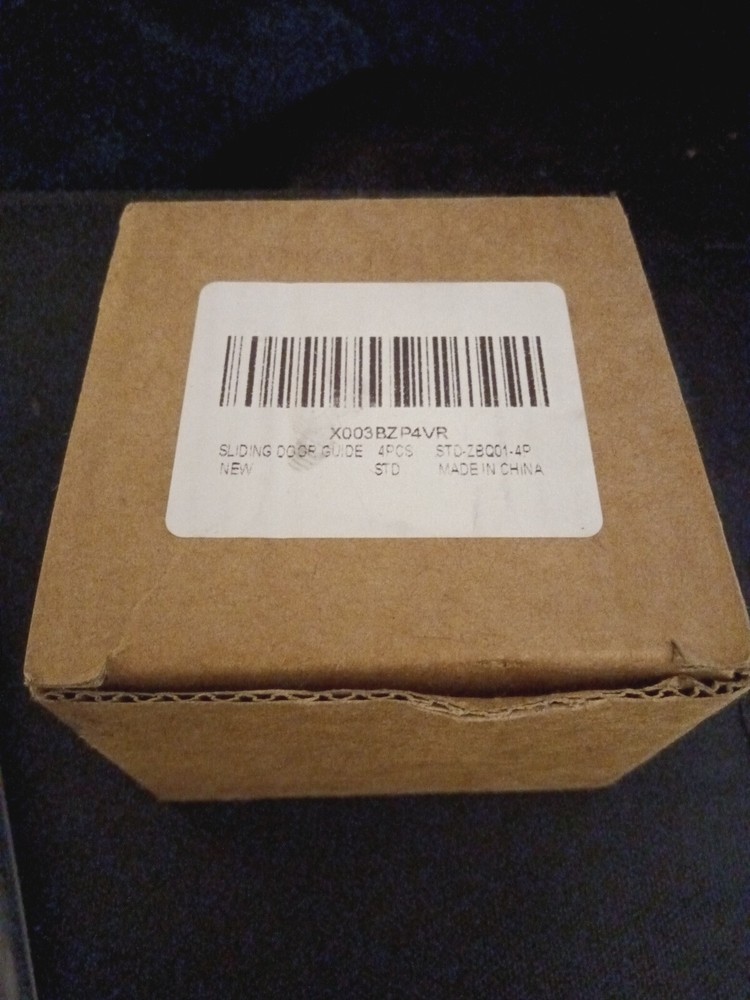 X003BZP4VR
SLIDING DOOR GUIDE 4PCS STD-ZBQ01-4P
NEW STD MADE IN CHINA